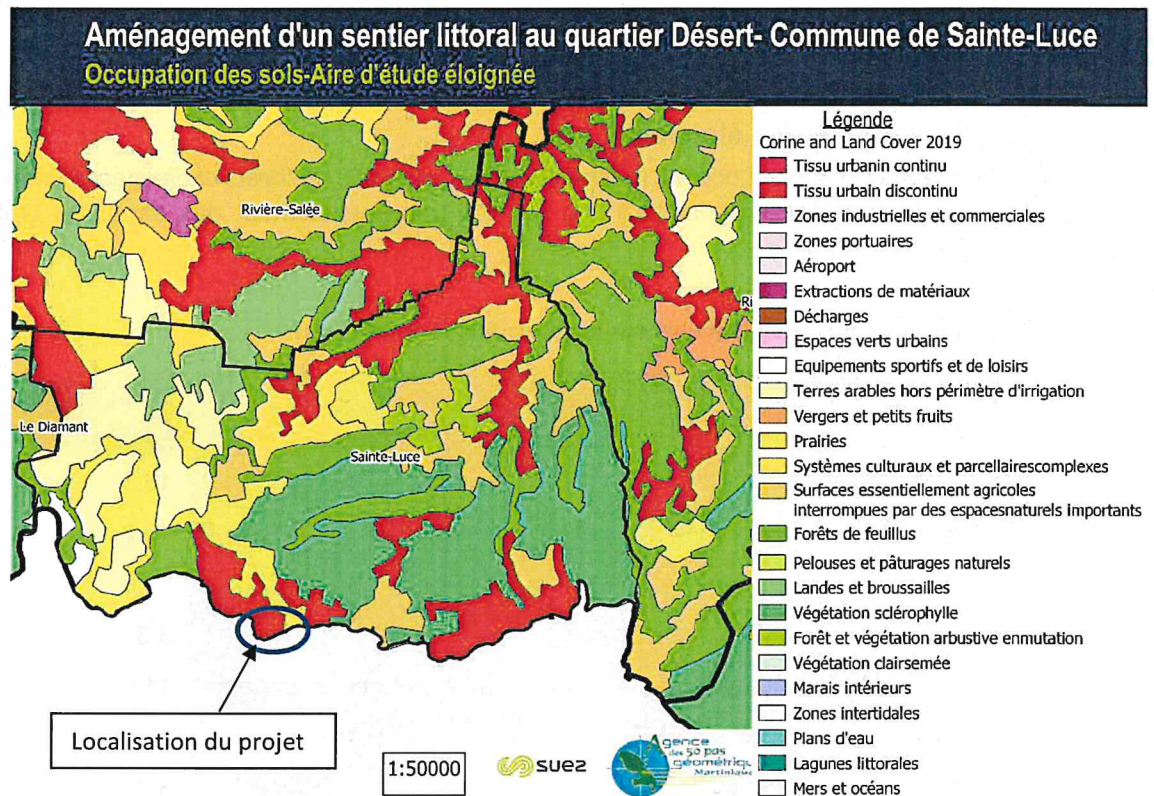 Aménagement d'un sentier littoral au quartier Désert- Commune de Sainte-Luce
Occupation des sols-Aire d'étude éloignée
Rivière-Salée
Ri
Le Diamant
Sainte-Luce
Localisation du projet
1:50000
suez
Agence
des 50 pas
géométriqu
Martinique
Légende
Corine and Land Cover 2019
Tissu urbanin continu
Tissu urbain discontinu
Zones industrielles et commerciales
Zones portuaires
Aéroport
Extractions de matériaux
Décharges
Espaces verts urbains
Equipements sportifs et de loisirs
Terres arables hors périmètre d'irrigation
Vergers et petits fruits
Prairies
Systèmes culturaux et parcellairescomplexes
Surfaces essentiellement agricoles
interrompues par des espacesnaturels importants
Forêts de feuillus
Pelouses et pâturages naturels
Landes et broussailles
Végétation sclérophylle
Forêt et végétation arbustive enmutation
Végétation clairsemée
Marais intérieurs
Zones intertidales
Plans d'eau
Lagunes littorales
Mers et océans